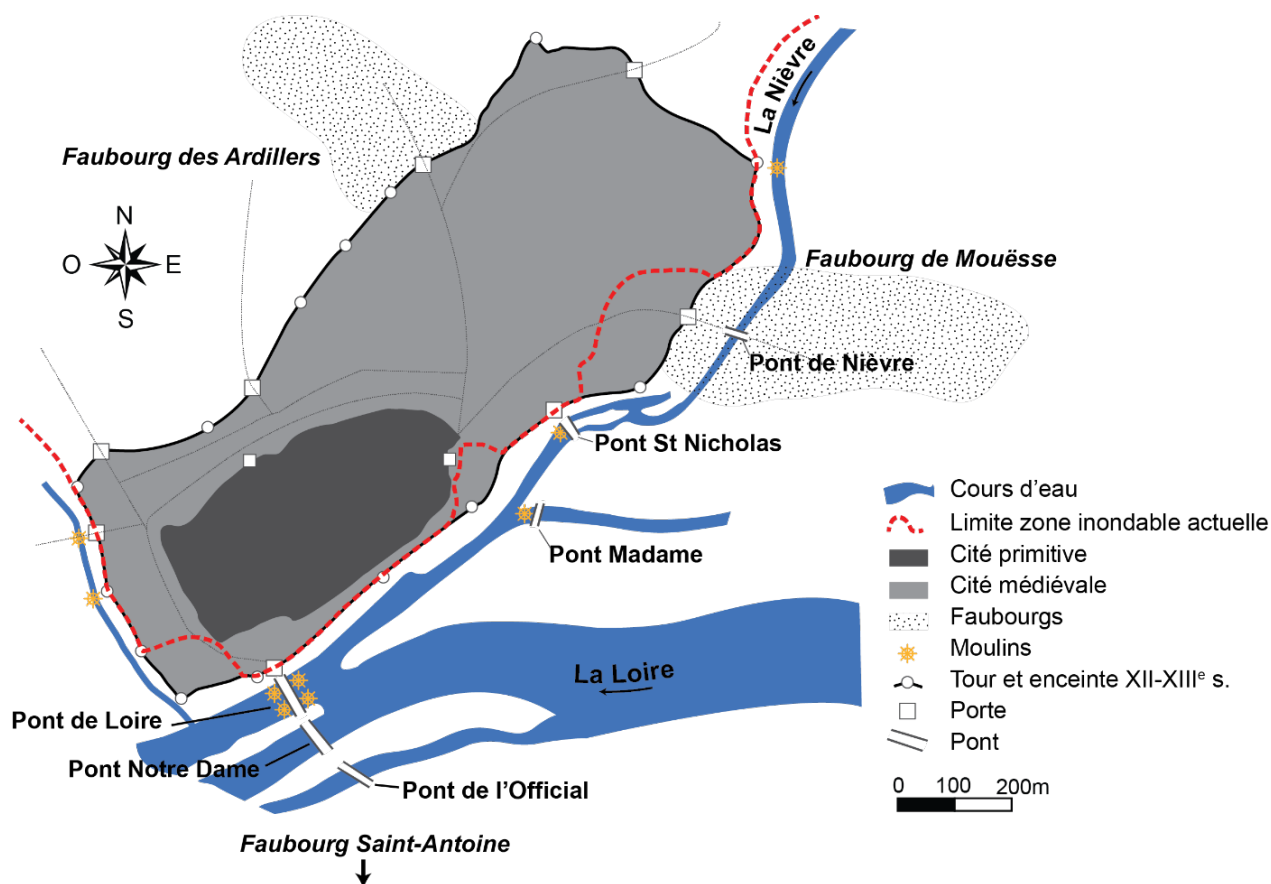 La Nièvre
Faubourg des Ardillers
N
O
E
S
Faubourg de Mouësse
Pont de Nièvre
Pont St Nicholas
Pont Madame
La Loire
Pont de Loire
Pont Notre Dame
Pont de l'Official
Faubourg Saint-Antoine
Cours d'eau
Limite zone inondable actuelle
Cité primitive
Cité médiévale
Faubourgs
Moulins
Tour et enceinte XII-XIIIe s.
Porte
Pont
0 100 200m